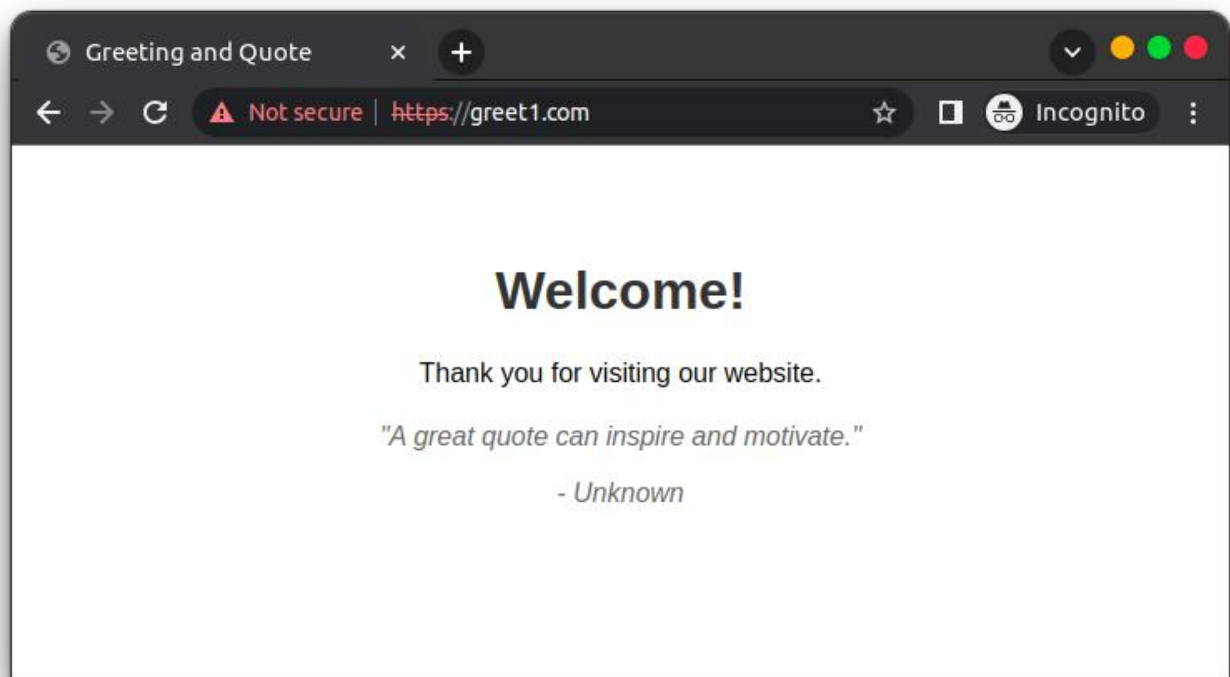 Greeting and Quote
Not secure https://greet1.com Incognito
Welcome!
Thank you for visiting our website.
"A great quote can inspire and motivate."
- Unknown